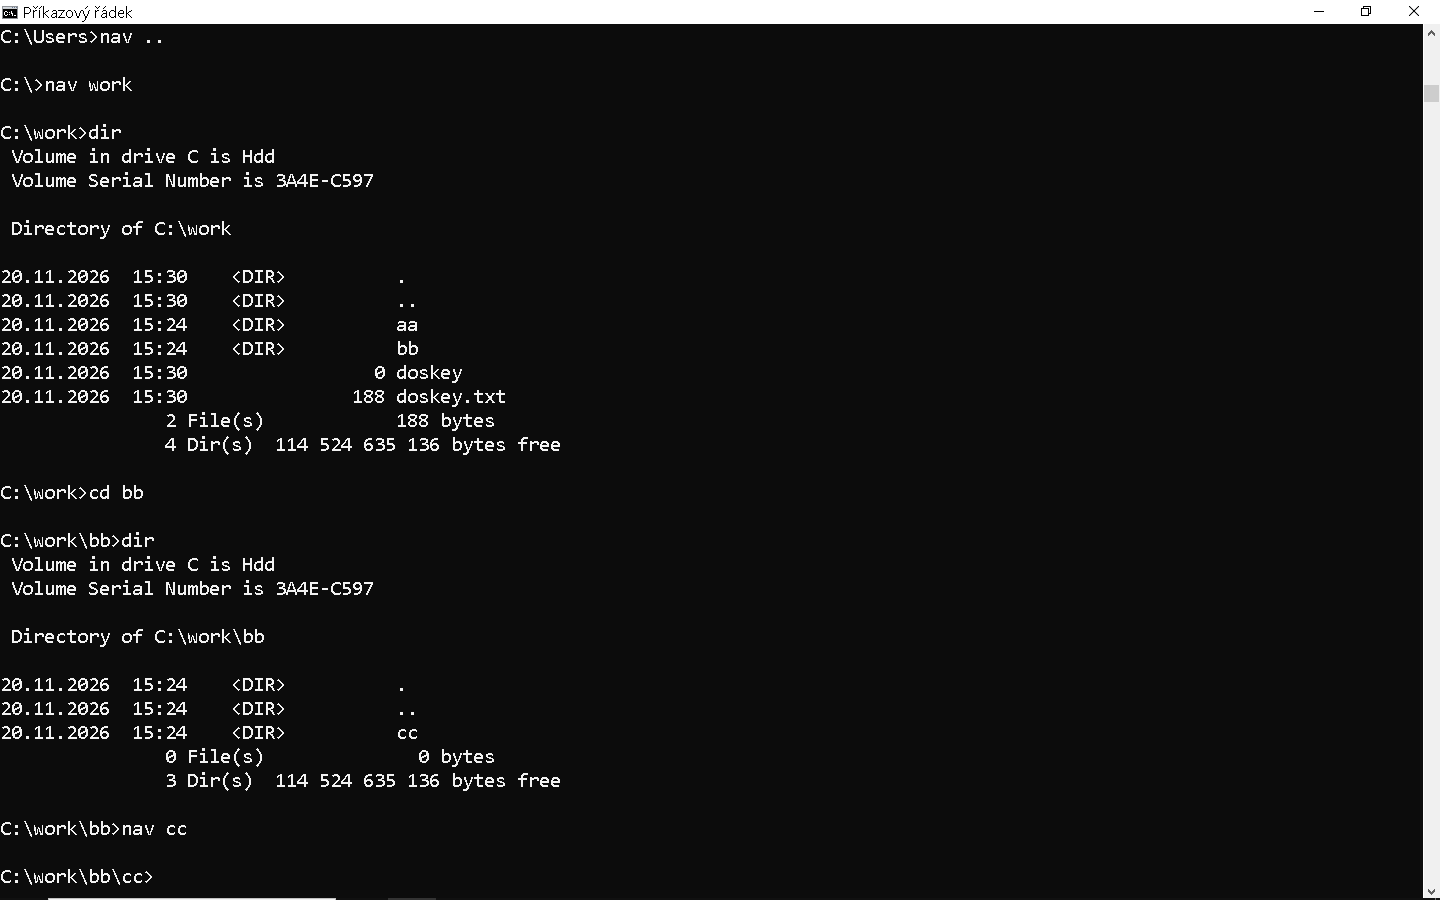 Příkazový řádek
C:\Users>nav ..
C:\>nav work
C:\work>dir
 Volume in drive C is Hdd
 Volume Serial Number is 3A4E-C597
 Directory of C:\work
20.11.2026  15:30    <DIR>          .
20.11.2026  15:30    <DIR>          ..
20.11.2026  15:24    <DIR>          aa
20.11.2026  15:24    <DIR>          bb
20.11.2026  15:30                 0 doskey
20.11.2026  15:30               188 doskey.txt
               2 File(s)            188 bytes
               4 Dir(s)  114 524 635 136 bytes free
C:\work>cd bb
C:\work\bb>dir
 Volume in drive C is Hdd
 Volume Serial Number is 3A4E-C597
 Directory of C:\work\bb
20.11.2026  15:24    <DIR>          .
20.11.2026  15:24    <DIR>          ..
20.11.2026  15:24    <DIR>          cc
               0 File(s)              0 bytes
               3 Dir(s)  114 524 635 136 bytes free
C:\work\bb>nav cc
C:\work\bb\cc>